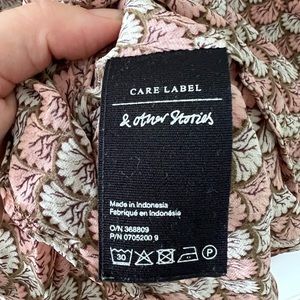 CARE LABEL
& other Stories
Made in Indonesia
Fabriqué en Indonésie
O/N 368809
P/N 0705200 9
30 P